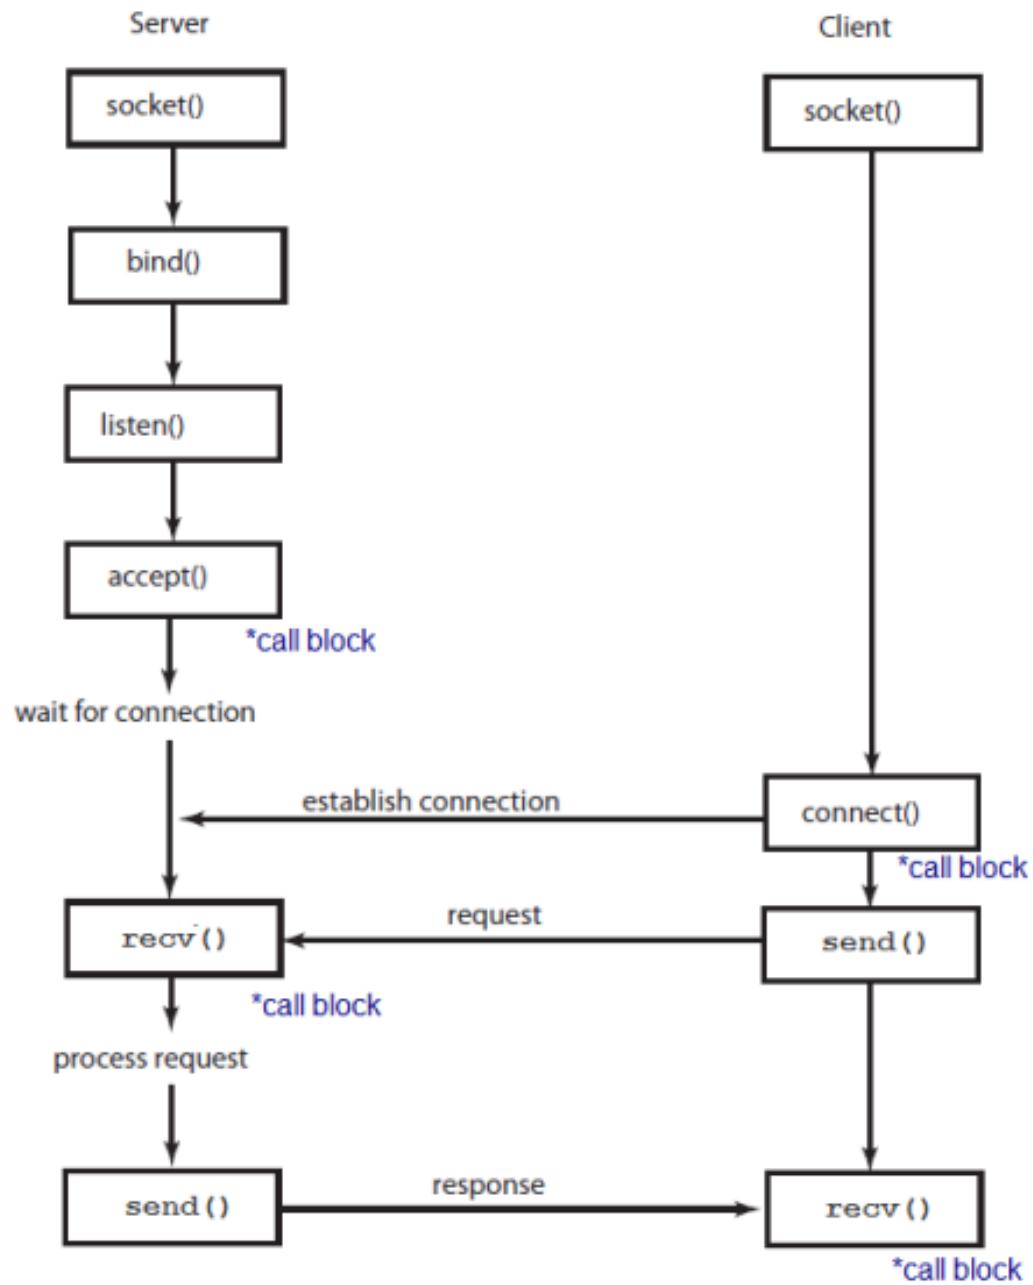 Server
Client
socket()
socket()
bind()
listen()
accept()
*call block
wait for connection
establish connection
connect()
*call block
recv()
request
send()
*call block
process request
send()
response
recv()
*call block